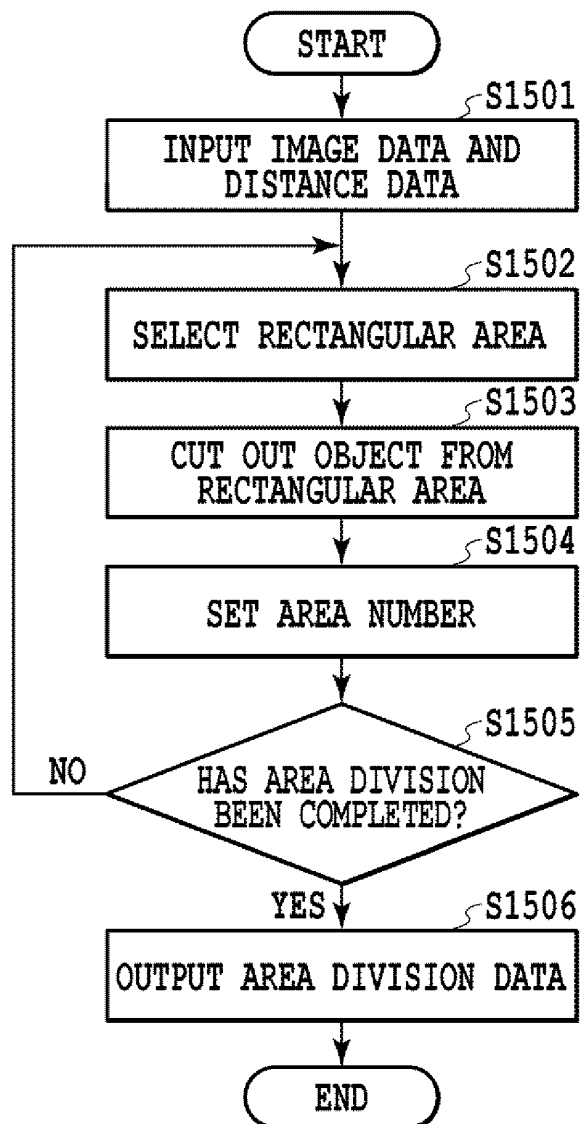 START
S1501
INPUT IMAGE DATA AND
DISTANCE DATA
S1502
SELECT RECTANGULAR AREA
S1503
CUT OUT OBJECT FROM
RECTANGULAR AREA
S1504
SET AREA NUMBER
S1505
HAS AREA DIVISION
BEEN COMPLETED?
NO
YES
S1506
OUTPUT AREA DIVISION DATA
END